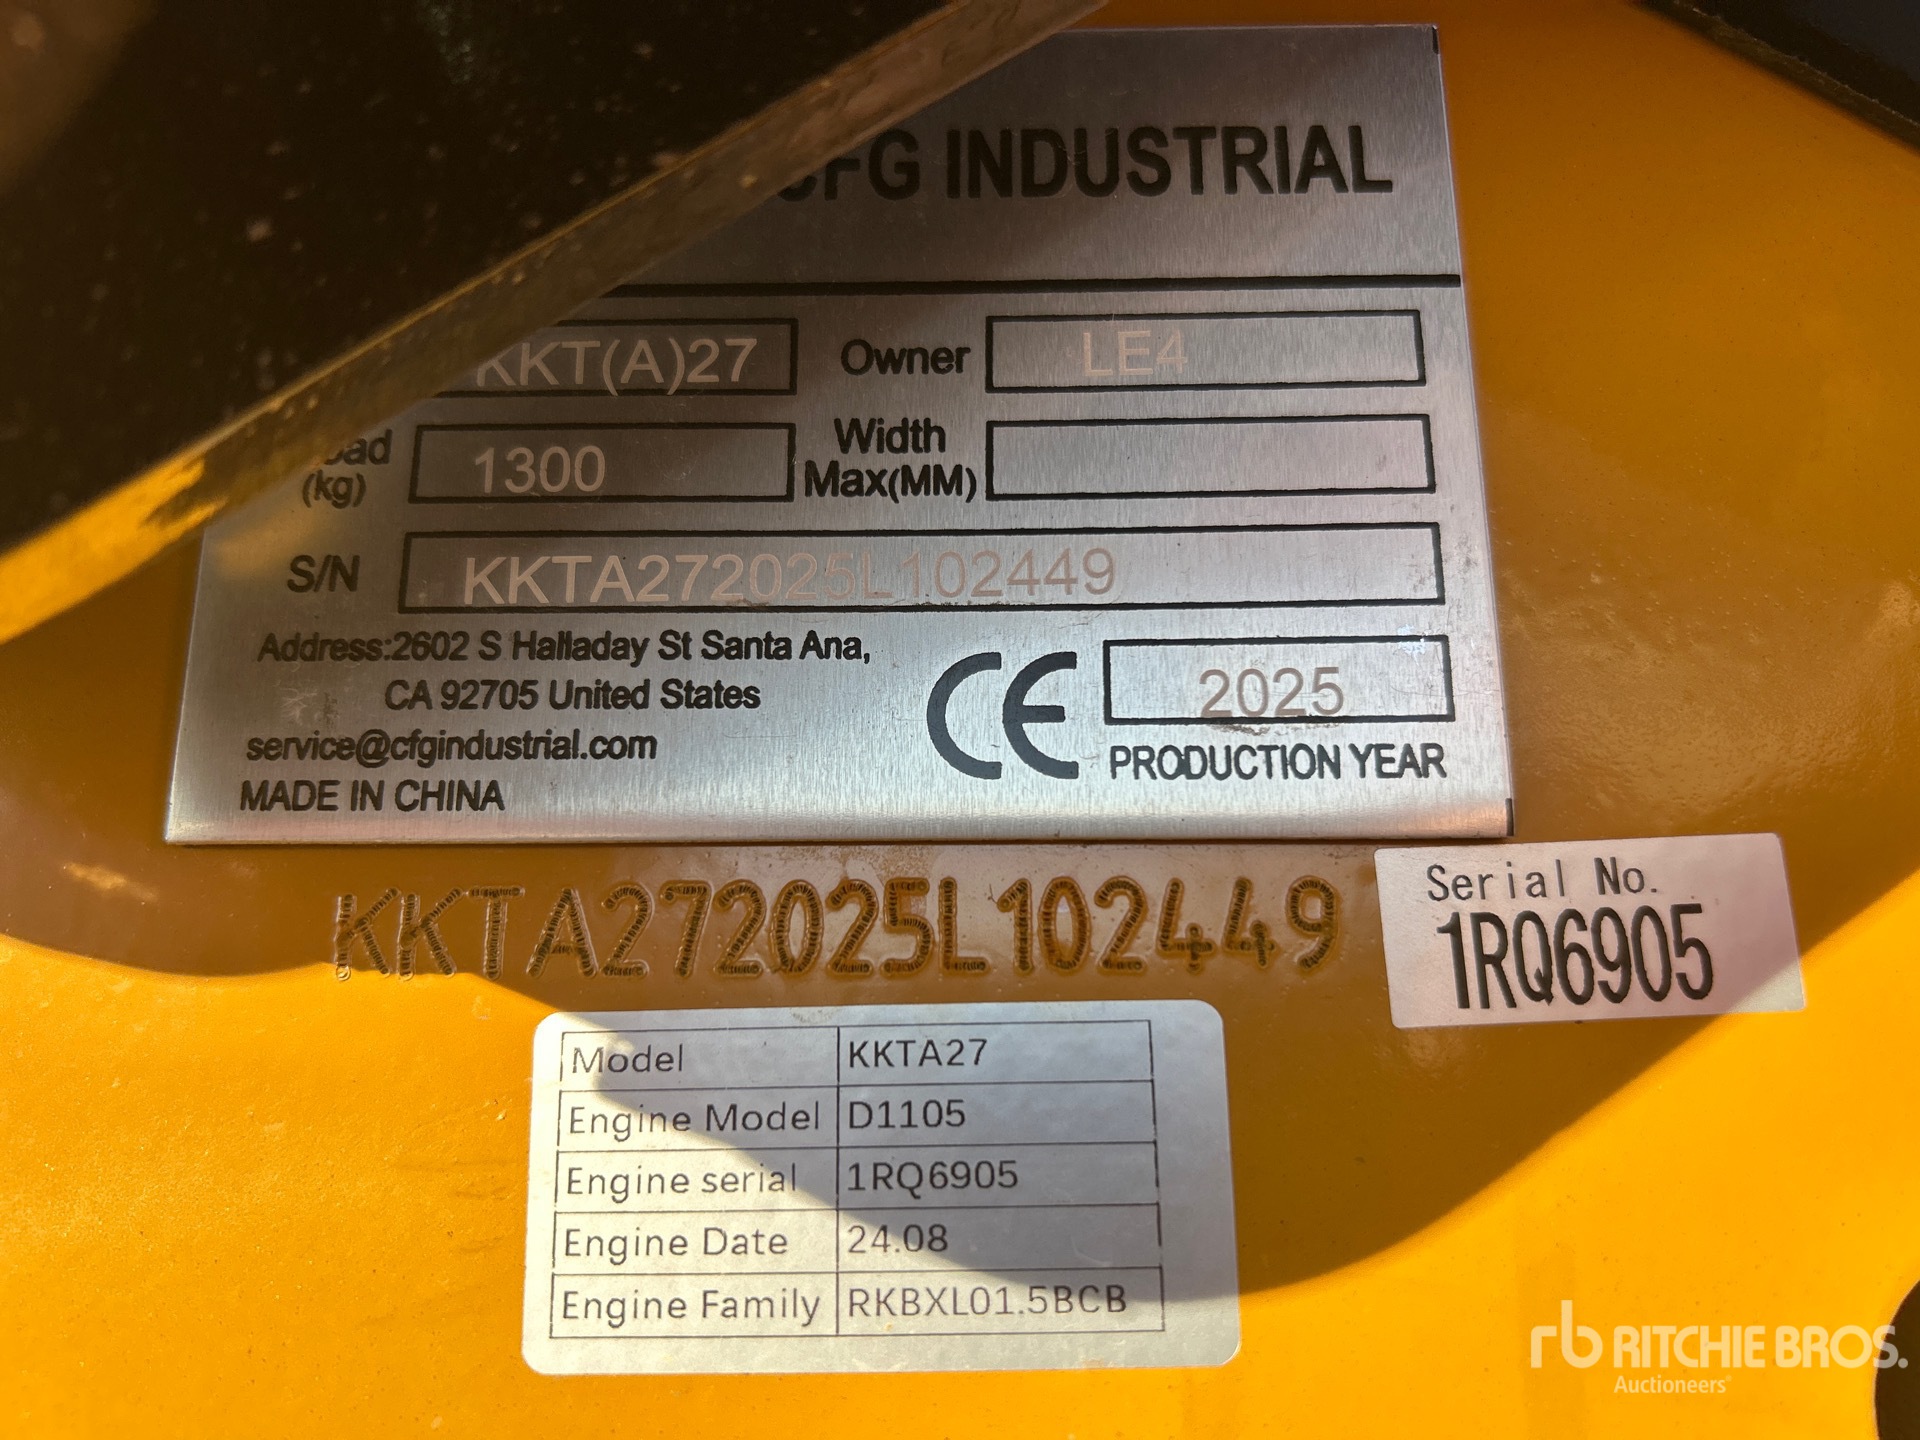 CFG INDUSTRIAL
KKT(A)27 Owner LE4
(kg) 1300 Width Max(MM)
S/N KKTA272025L102449
Address:2602 S Halladay St Santa Ana,
CA 92705 United States
service@cfgindustrial.com
MADE IN CHINA
CE 2025
PRODUCTION YEAR
KKTA272025L102449
Serial No.
1RQ6905
Model KKTA27
Engine Model D1105
Engine serial 1RQ6905
Engine Date 24.08
Engine Family RKBXL01.5BCB
rb RITCHIE BROS.
Auctioneers